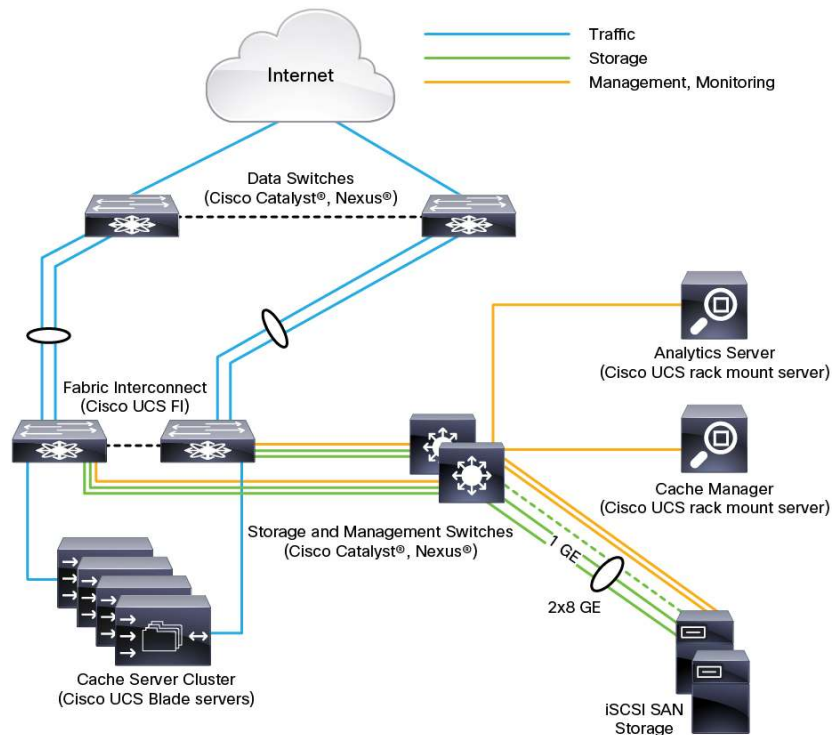 Internet
Traffic
Storage
Management, Monitoring
Data Switches
(Cisco Catalyst®, Nexus®)
Analytics Server
(Cisco UCS rack mount server)
Fabric Interconnect
(Cisco UCS FI)
Cache Manager
(Cisco UCS rack mount server)
Storage and Management Switches
(Cisco Catalyst®, Nexus®)
1 GE
2x8 GE
Cache Server Cluster
(Cisco UCS Blade servers)
iSCSI SAN
Storage